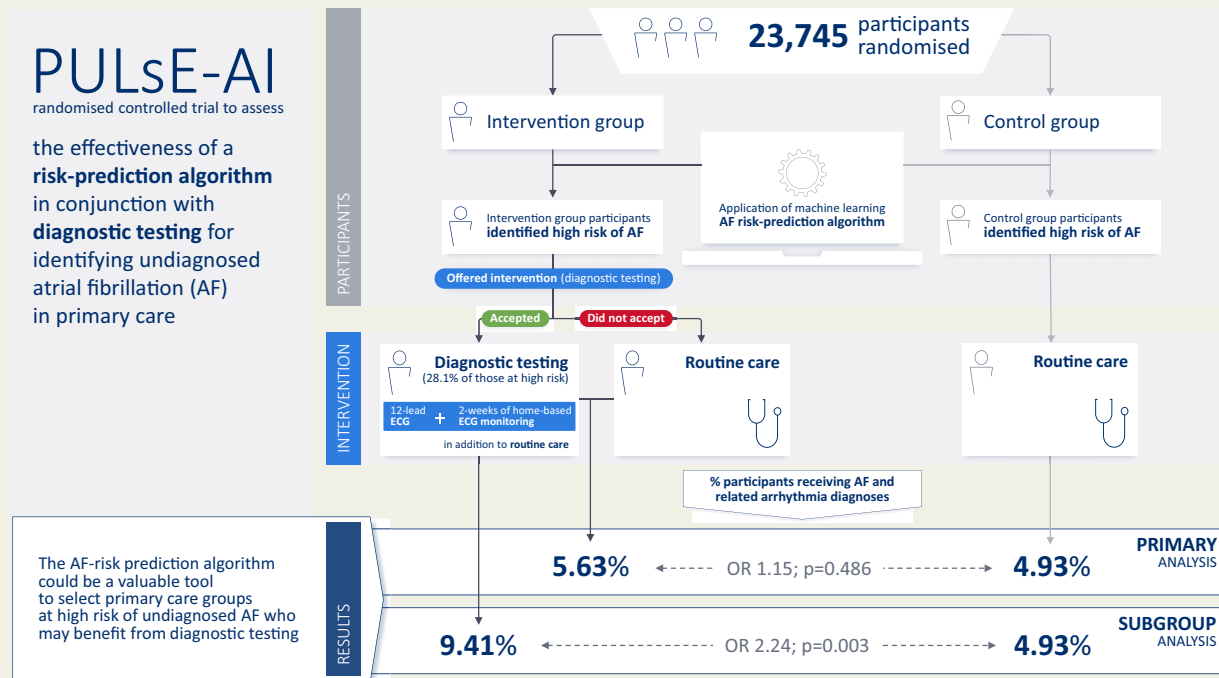 PULsE-AI
randomised controlled trial to assess
the effectiveness of a
risk-prediction algorithm
in conjunction with
diagnostic testing for
identifying undiagnosed
atrial fibrillation (AF)
in primary care
PARTICIPANTS
23,745 participants
randomised
Intervention group
Control group
Application of machine learning
AF risk-prediction algorithm
Intervention group participants
identified high risk of AF
Control group participants
identified high risk of AF
Offered intervention (diagnostic testing)
Accepted
Did not accept
INTERVENTION
Diagnostic testing
(28.1% of those at high risk)
12-lead
ECG
+
2-weeks of home-based
ECG monitoring
in addition to routine care
Routine care
Routine care
% participants receiving AF and
related arrhythmia diagnoses
The AF-risk prediction algorithm
could be a valuable tool
to select primary care groups
at high risk of undiagnosed AF who
may benefit from diagnostic testing
RESULTS
5.63%
OR 1.15; p=0.486
4.93%
PRIMARY
ANALYSIS
9.41%
OR 2.24; p=0.003
4.93%
SUBGROUP
ANALYSIS